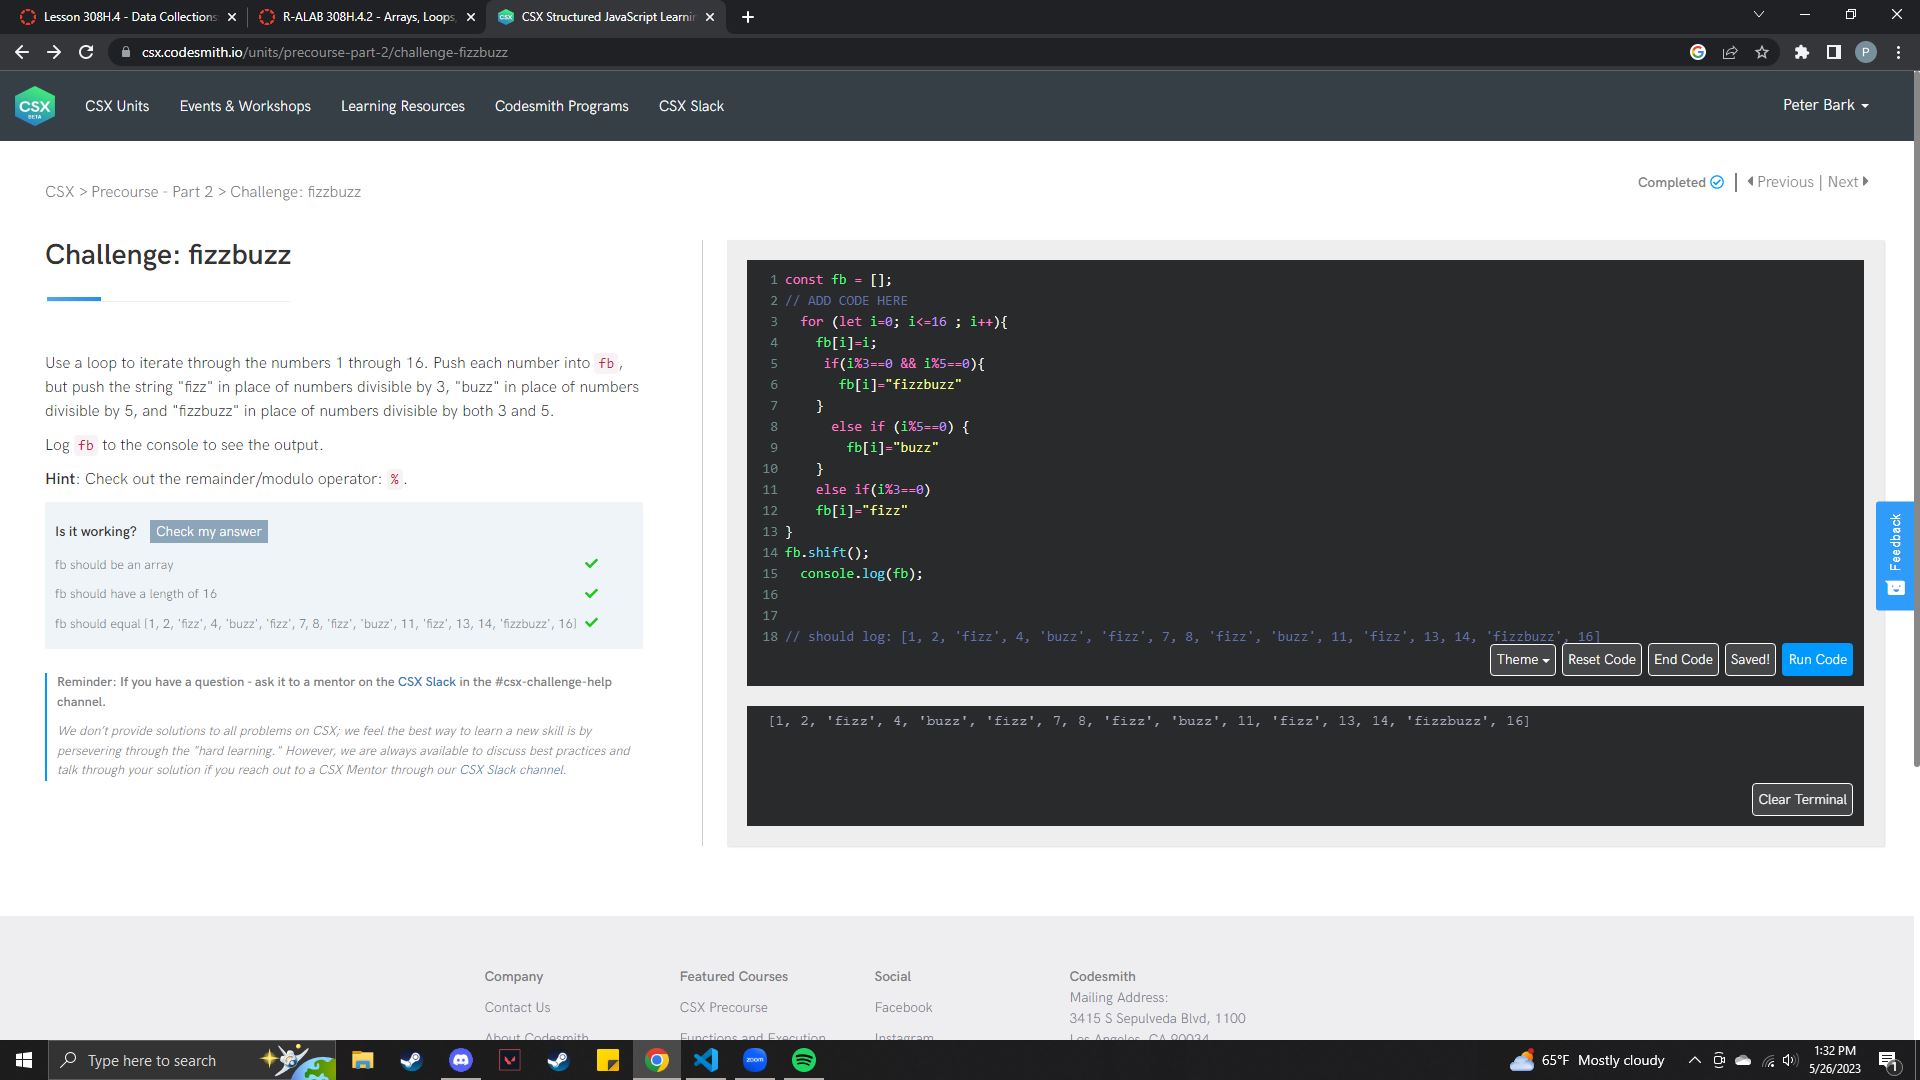 Lesson 308H.4 - Data Collections
R-ALAB 308H.4.2 - Arrays, Loops,
CSX Structured JavaScript Learnin
csx.codesmith.io/units/precourse-part-2/challenge-fizzbuzz
P
CSX
BETA
CSX Units
Events & Workshops
Learning Resources
Codesmith Programs
CSX Slack
Peter Bark
CSX > Precourse - Part 2 > Challenge: fizzbuzz
Completed
Previous | Next
Challenge: fizzbuzz
Use a loop to iterate through the numbers 1 through 16. Push each number into fb,
but push the string "fizz" in place of numbers divisible by 3, "buzz" in place of numbers
divisible by 5, and "fizzbuzz" in place of numbers divisible by both 3 and 5.
Log fb to the console to see the output.
Hint: Check out the remainder/modulo operator: %.
Is it working? Check my answer
fb should be an array
fb should have a length of 16
fb should equal [1, 2, 'fizz', 4, 'buzz', 'fizz', 7, 8, 'fizz', 'buzz', 11, 'fizz', 13, 14, 'fizzbuzz', 16]
Reminder: If you have a question - ask it to a mentor on the CSX Slack in the #csx-challenge-help
channel.
We don't provide solutions to all problems on CSX; we feel the best way to learn a new skill is by
persevering through the "hard learning." However, we are always available to discuss best practices and
talk through your solution if you reach out to a CSX Mentor through our CSX Slack channel.
1 const fb = [];
2 // ADD CODE HERE
3 for (let i=0; i<=16 ; i++){
4 fb[i]=i;
5 if(i%3==0 && i%5==0){
6 fb[i]="fizzbuzz"
7 }
8 else if (i%5==0) {
9 fb[i]="buzz"
10 }
11 else if(i%3==0)
12 fb[i]="fizz"
13 }
14 fb.shift();
15 console.log(fb);
16
17
18 // should log: [1, 2, 'fizz', 4, 'buzz', 'fizz', 7, 8, 'fizz', 'buzz', 11, 'fizz', 13, 14, 'fizzbuzz', 16]
Theme
Reset Code
End Code
Saved!
Run Code
[1, 2, 'fizz', 4, 'buzz', 'fizz', 7, 8, 'fizz', 'buzz', 11, 'fizz', 13, 14, 'fizzbuzz', 16]
Clear Terminal
Feedback
Company
Contact Us
About Codesmith
Featured Courses
CSX Precourse
Functions and Execution
Social
Facebook
Instagram
Codesmith
Mailing Address:
3415 S Sepulveda Blvd, 1100
Los Angeles, CA 90034
Type here to search
zoom
65°F Mostly cloudy
1:32 PM
5/26/2023
1